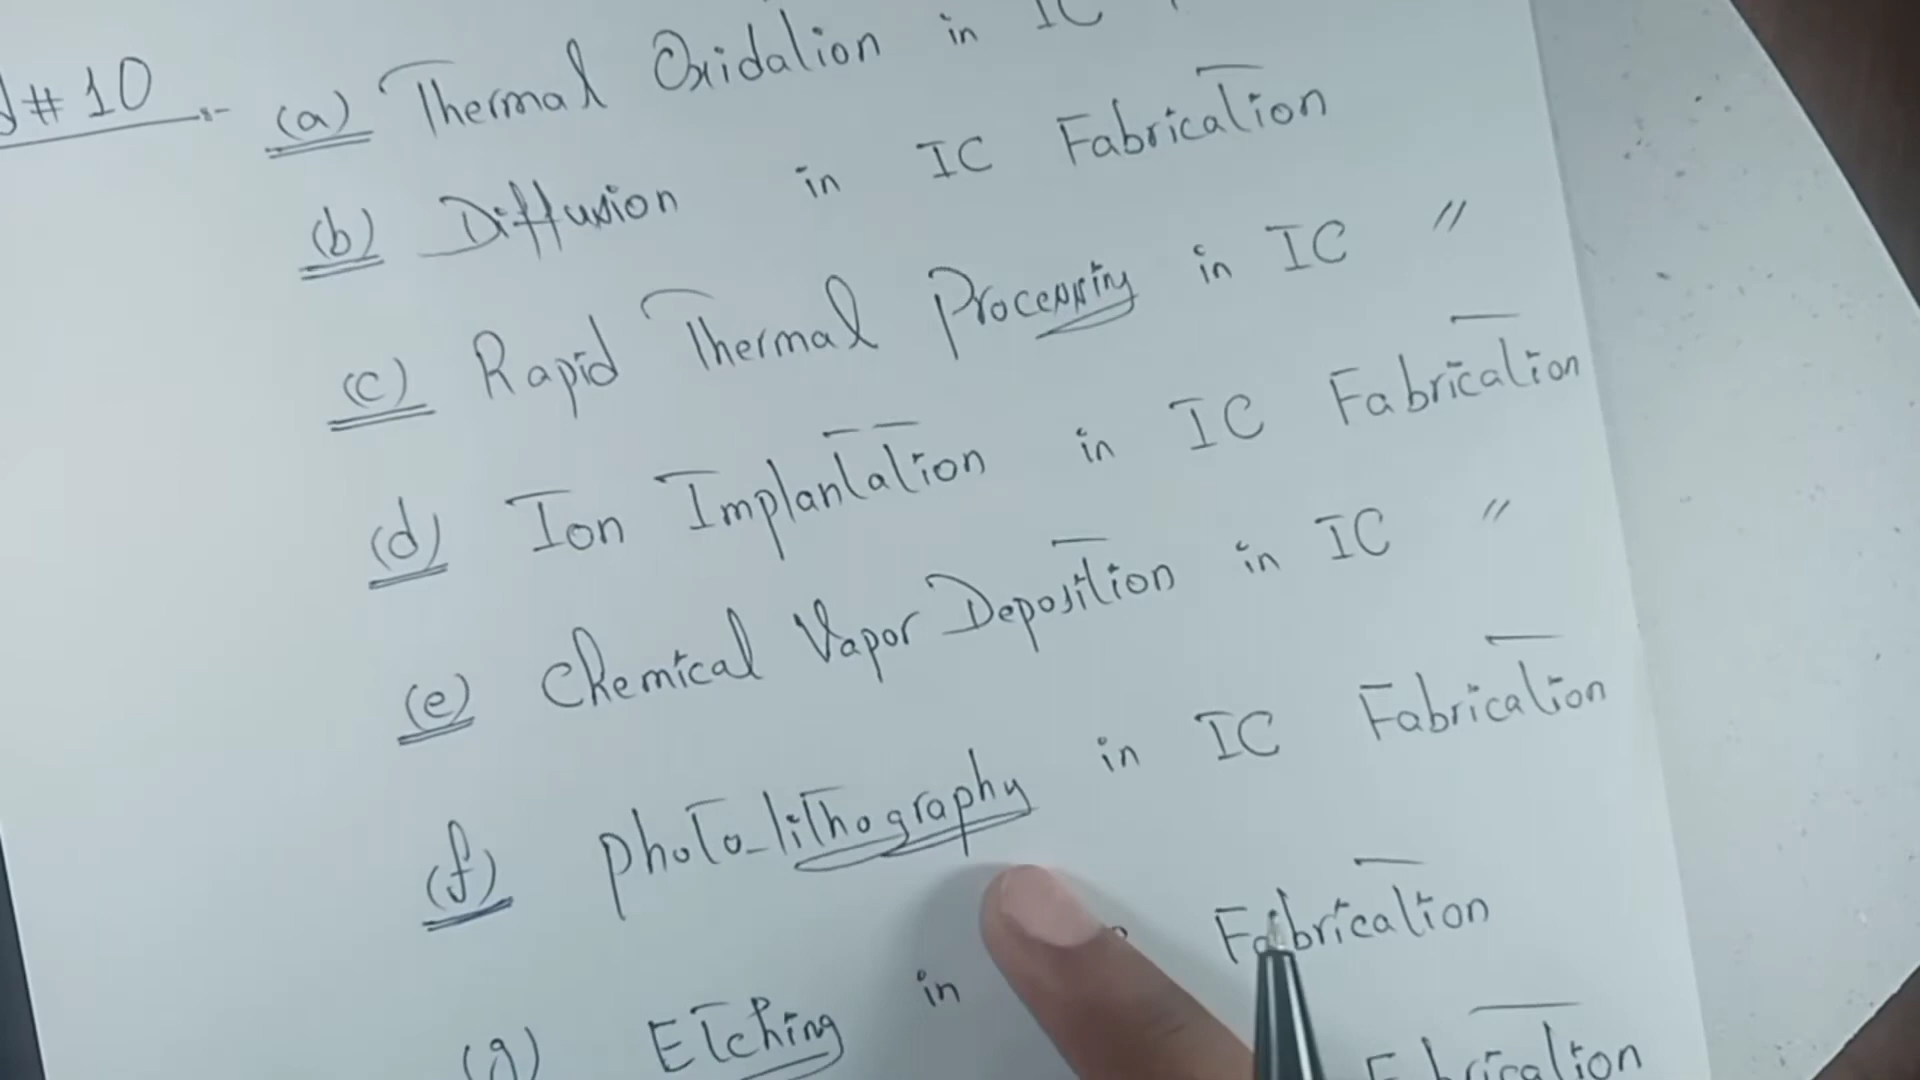 #10 :- (a) Thermal Oxidation in IC
(b) Diffusion in IC Fabrication
(c) Rapid Thermal Processing in IC "
(d) Ion Implantation in IC Fabrication
(e) Chemical Vapor Deposition in IC "
(f) photo-lithography in IC Fabrication
(g) Etching in Fabrication
Fabrication